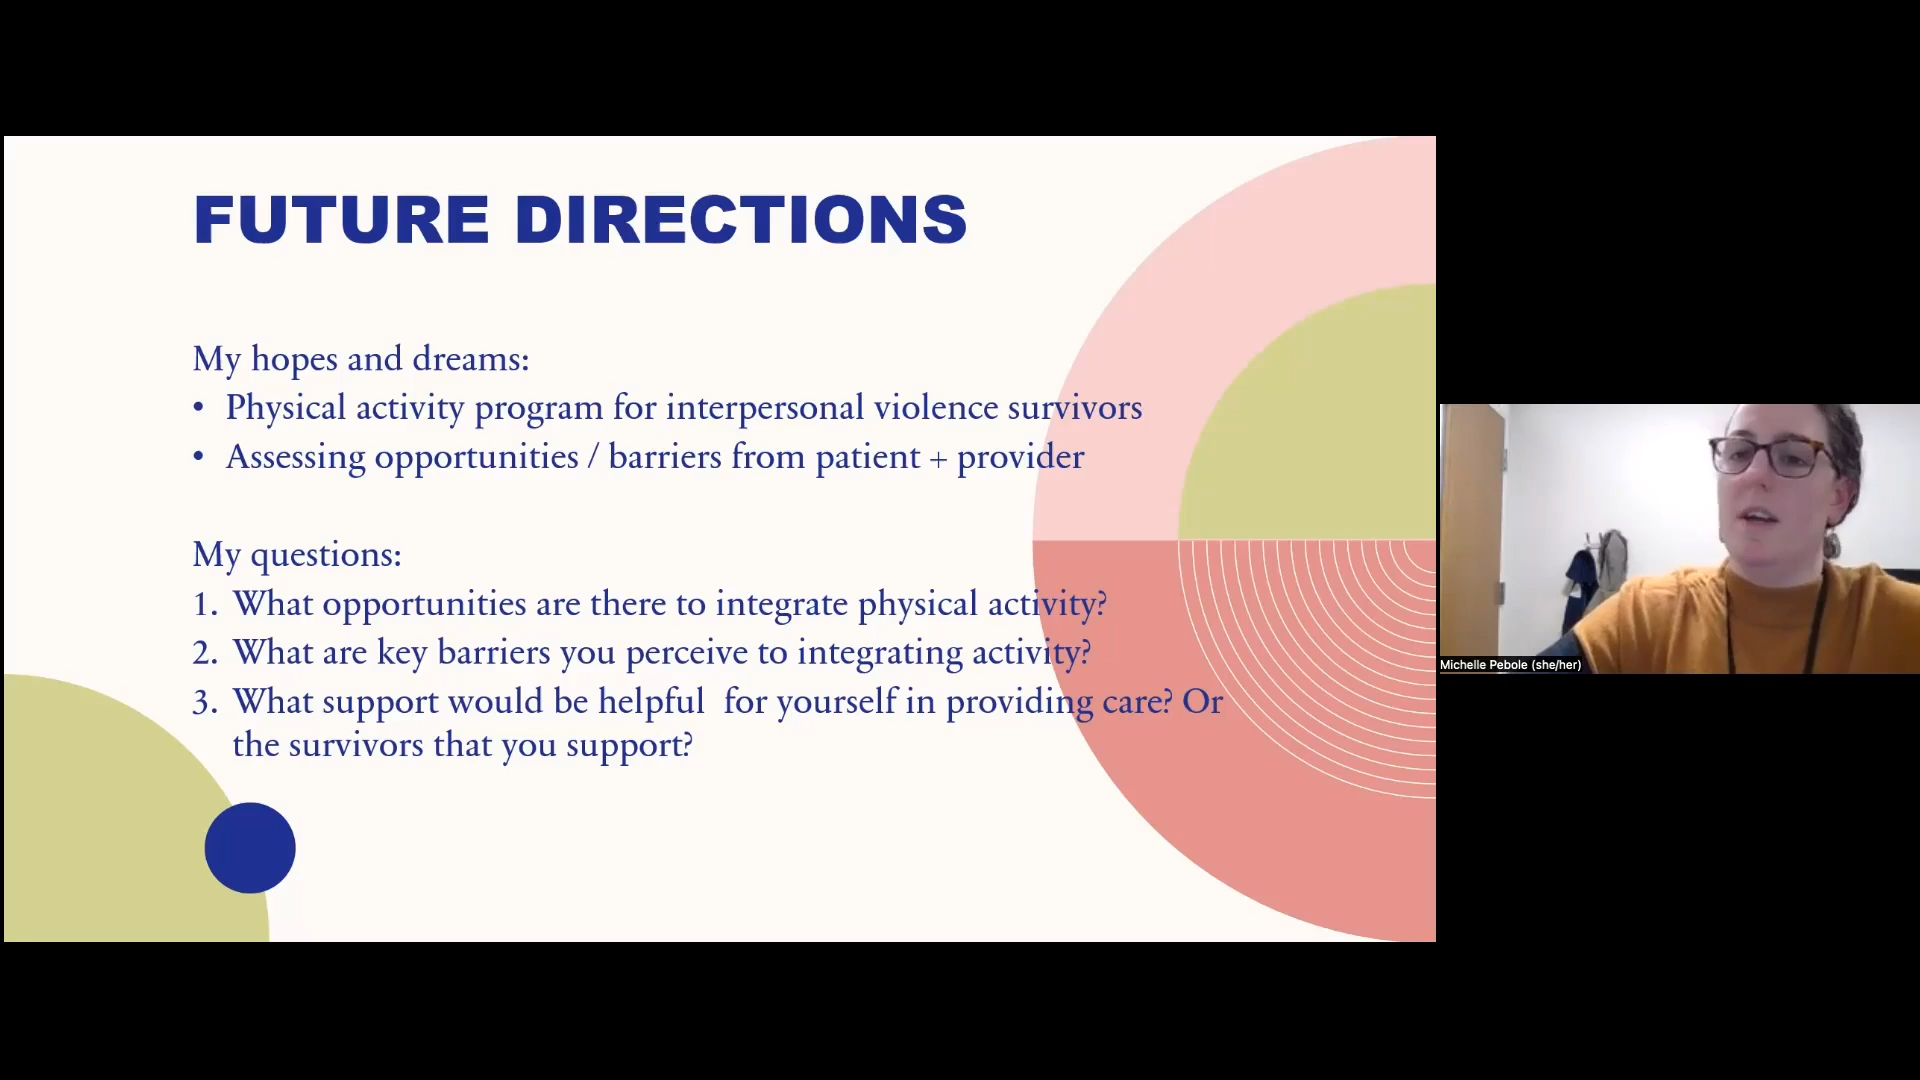 FUTURE DIRECTIONS
My hopes and dreams:
• Physical activity program for interpersonal violence survivors
• Assessing opportunities / barriers from patient + provider
My questions:
1. What opportunities are there to integrate physical activity?
2. What are key barriers you perceive to integrating activity?
3. What support would be helpful  for yourself in providing care? Or
the survivors that you support?
Michelle Pebole (she/her)